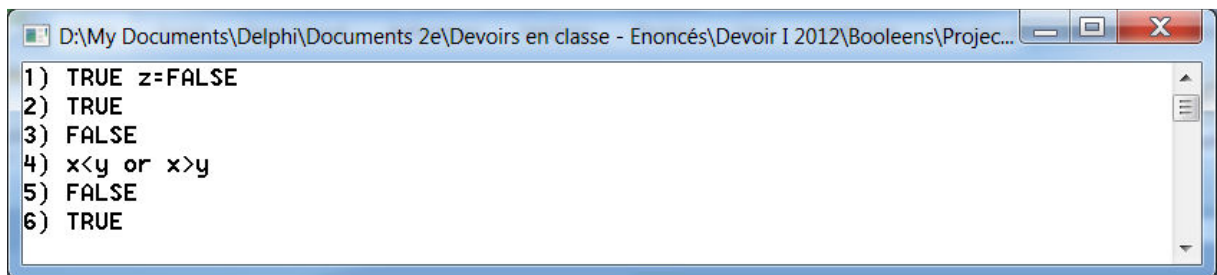 D:\My Documents\Delphi\Documents 2e\Devoirs en classe - Enoncés\Devoir I 2012\Booleens\Projec...
1) TRUE z=FALSE
2) TRUE
3) FALSE
4) x<y or x>y
5) FALSE
6) TRUE